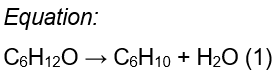 Equation:
C₆H₁₂O → C₆H₁₀ + H₂O (1)